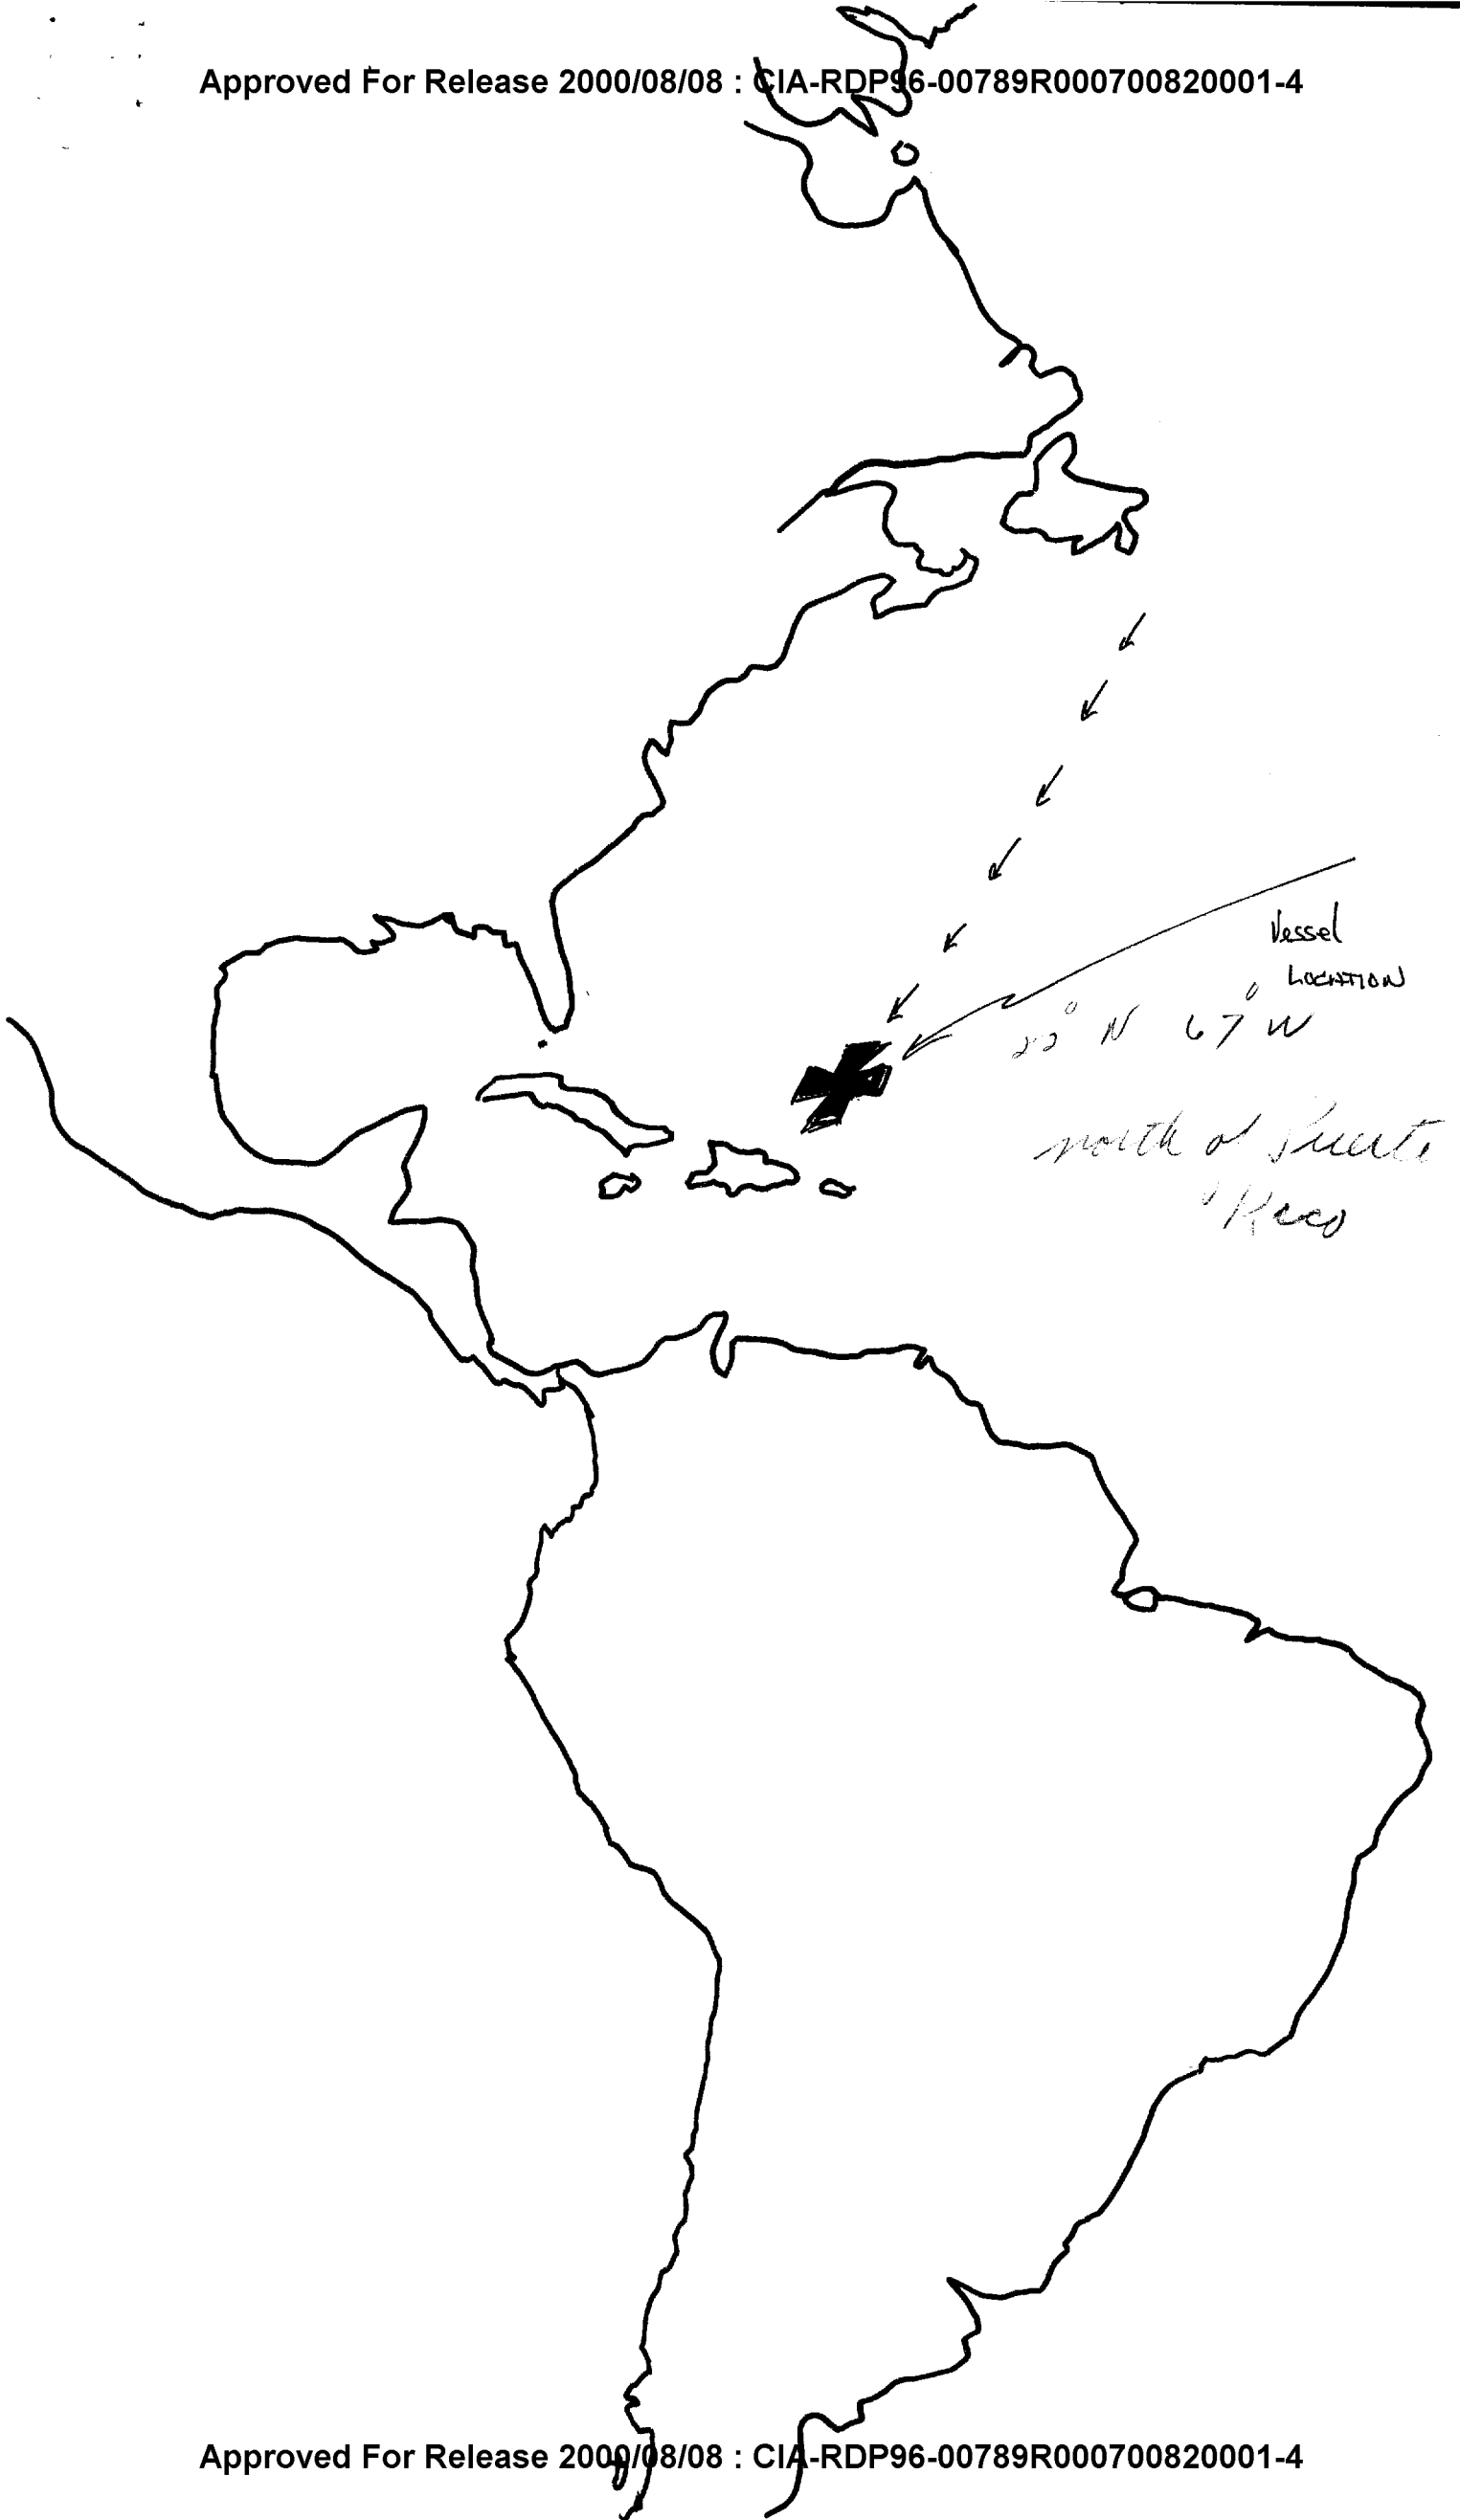 Approved For Release 2000/08/08 : CIA-RDP96-00789R000700820001-4
Vessel
LOCATION
22° N 67° W
north of Puerto
Rico
Approved For Release 2000/08/08 : CIA-RDP96-00789R000700820001-4